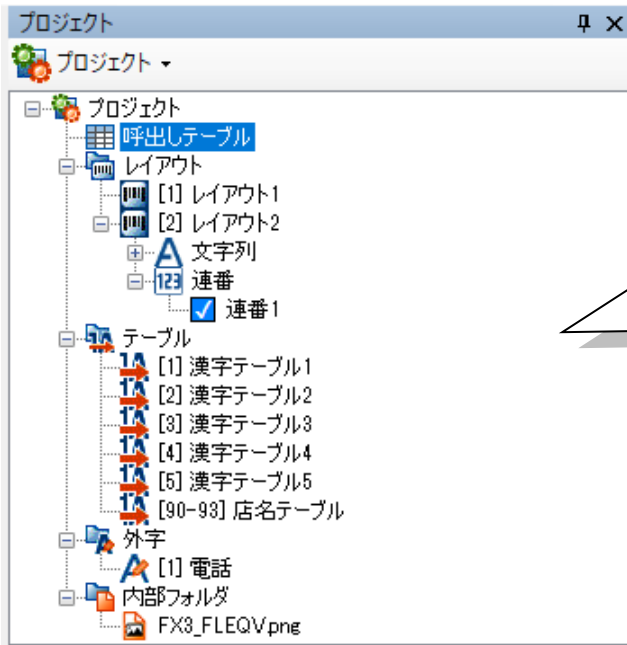 プロジェクト
プロジェクト
プロジェクト
呼出しテーブル
レイアウト
[1] レイアウト1
[2] レイアウト2
文字列
123 連番
連番1
テーブル
[1] 漢字テーブル1
[2] 漢字テーブル2
[3] 漢字テーブル3
[4] 漢字テーブル4
[5] 漢字テーブル5
[90-93] 店名テーブル
外字
[1] 電話
内部フォルダ
FX3_FLEQV.png